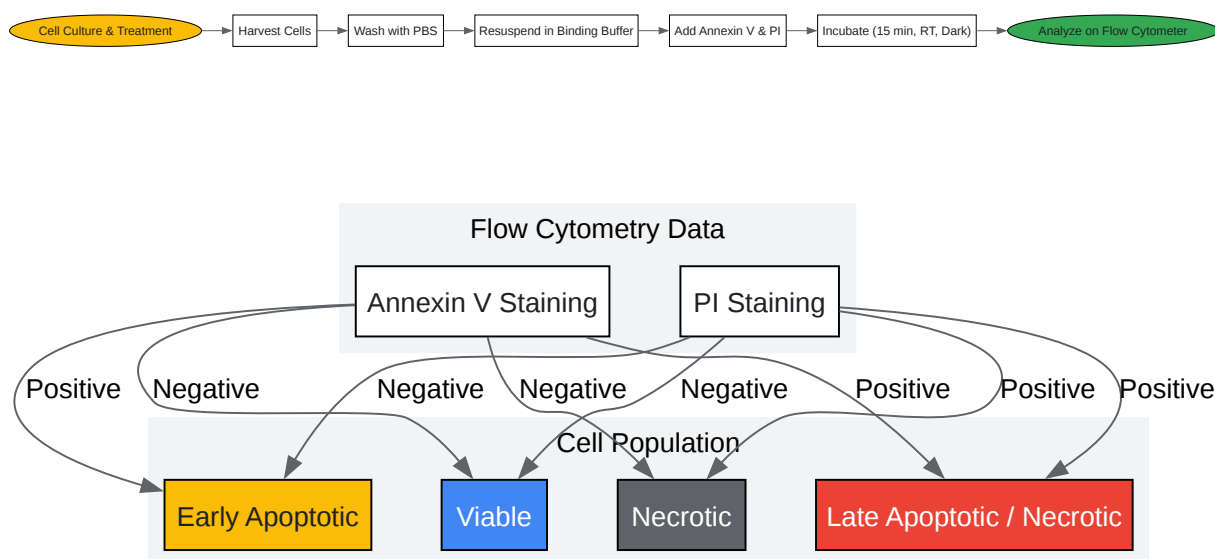 Cell Culture & Treatment
Harvest Cells
Wash with PBS
Resuspend in Binding Buffer
Add Annexin V & PI
Incubate (15 min, RT, Dark)
Analyze on Flow Cytometer
Flow Cytometry Data
Annexin V Staining
PI Staining
Positive
Negative
Negative
Negative
Negative
Positive
Positive
Positive
Cell Population
Early Apoptotic
Viable
Necrotic
Late Apoptotic / Necrotic